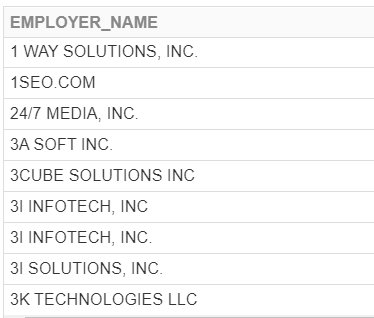 EMPLOYER_NAME
1 WAY SOLUTIONS, INC.
1SEO.COM
24/7 MEDIA, INC.
3A SOFT INC.
3CUBE SOLUTIONS INC
3I INFOTECH, INC
3I INFOTECH, INC.
3I SOLUTIONS, INC.
3K TECHNOLOGIES LLC